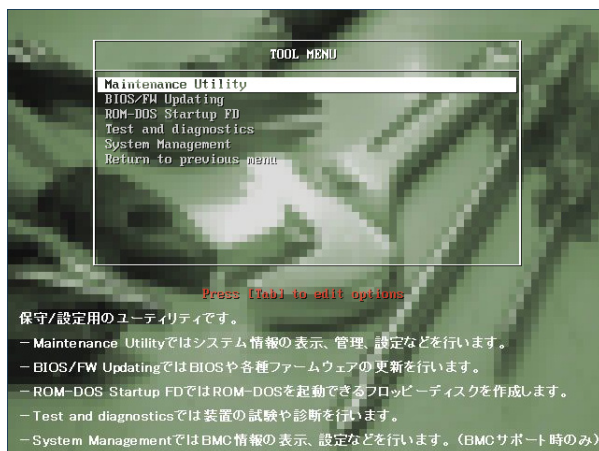 TOOL MENU
Maintenance Utility
BIOS/FW Updating
ROM-DOS Startup FD
Test and diagnostics
System Management
Return to previous menu
Press [Tab] to edit options
保守/設定用のユーティリティです。
－Maintenance Utilityではシステム情報の表示、管理、設定などを行います。
－BIOS/FW UpdatingではBIOSや各種ファームウェアの更新を行います。
－ROM-DOS Startup FDではROM-DOSを起動できるフロッピーディスクを作成します。
－Test and diagnosticsでは装置の試験や診断を行います。
－System ManagementではBMC情報の表示、設定などを行います。（BMCサポート時のみ）